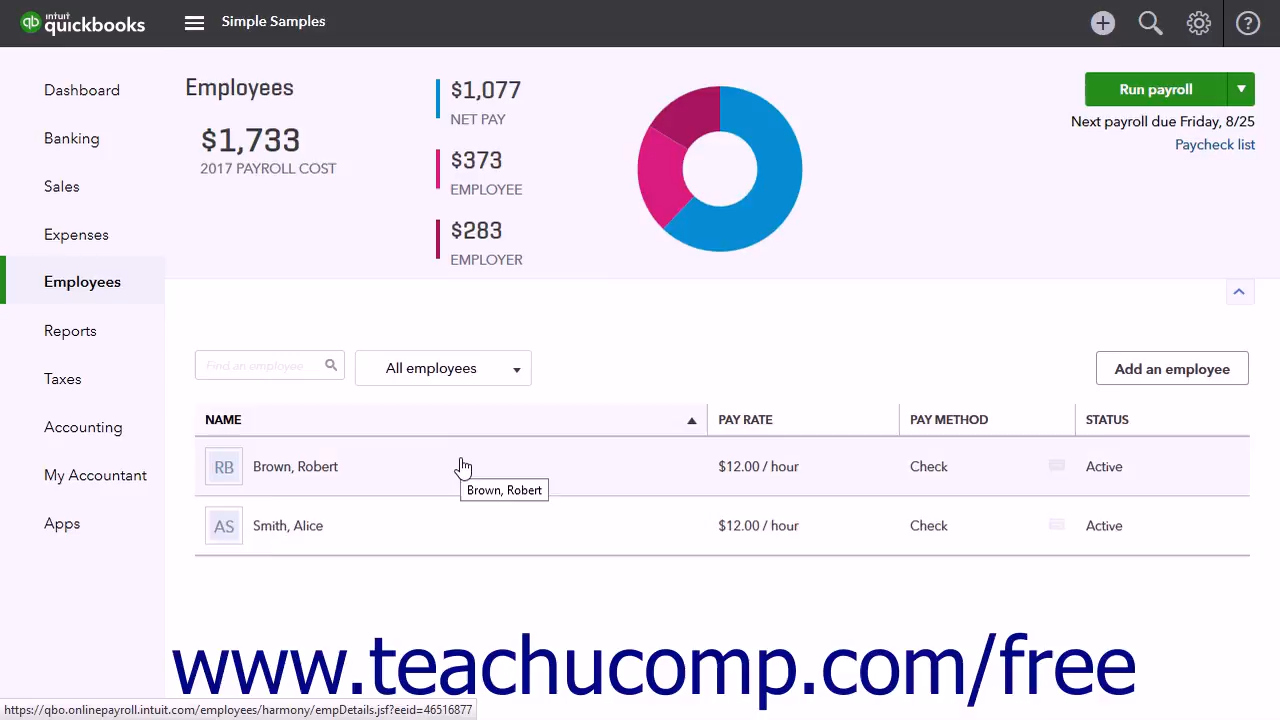 intuit
quickbooks
Simple Samples
Dashboard
Banking
Sales
Expenses
Employees
Reports
Taxes
Accounting
My Accountant
Apps
Employees
$1,733
2017 PAYROLL COST
$1,077
NET PAY
$373
EMPLOYEE
$283
EMPLOYER
Run payroll
Next payroll due Friday, 8/25
Paycheck list
Find an employee
All employees
Add an employee
NAME PAY RATE PAY METHOD STATUS
RB Brown, Robert $12.00 / hour Check Active
Brown, Robert
AS Smith, Alice $12.00 / hour Check Active
www.teachucomp.com/free
https://qbo.onlinepayroll.intuit.com/employees/harmony/empDetails.jsf?eeid=46516877